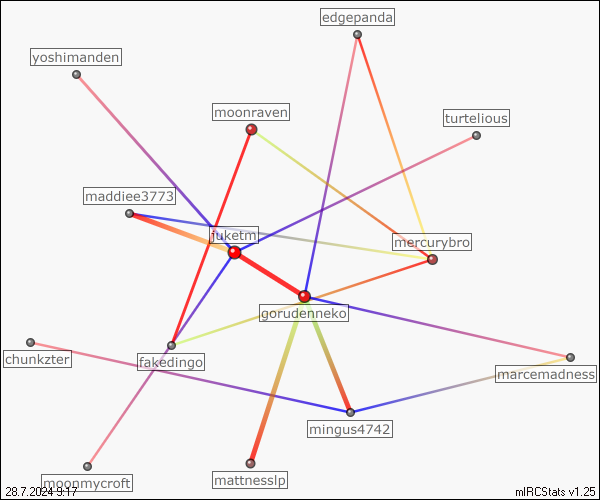 edgepanda
yoshimanden
moonraven
turtelious
maddiee3773
juketm
mercurybro
gorudenneko
chunkzter
fakedingo
marcemadness
mingus4742
moonmycroft
mattnesslp
28.7.2024 9:17
mIRCStats v1.25